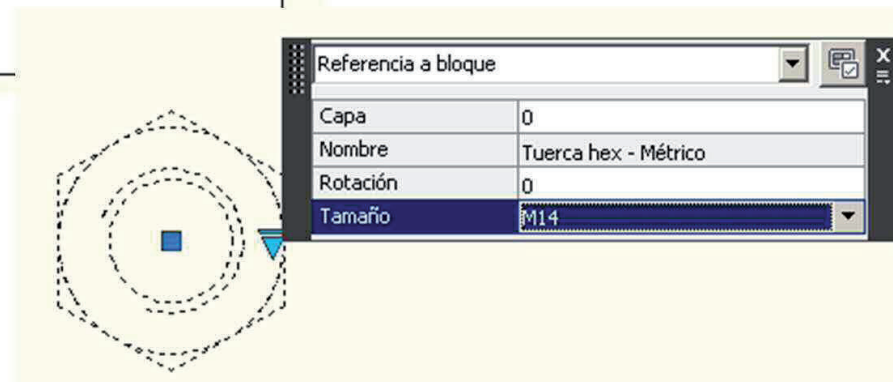 Referencia a bloque
Capa 0
Nombre Tuerca hex - Métrico
Rotación 0
Tamaño M14